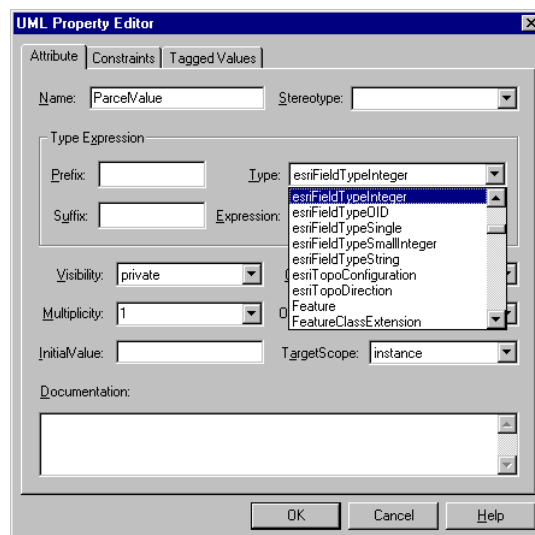 UML Property Editor
Attribute Constraints Tagged Values
Name: ParcelValue Stereotype:
Type Expression
Prefix: Type: esriFieldTypeInteger
esriFieldTypeInteger
Suffix: Expression: esriFieldTypeOID
esriFieldTypeSingle
esriFieldTypeSmallInteger
esriFieldTypeString
Visibility: private esriTopoConfiguration
esriTopoDirection
Feature
Multiplicity: 1 FeatureClassExtension
InitialValue: TargetScope: instance
Documentation:
OK Cancel Help